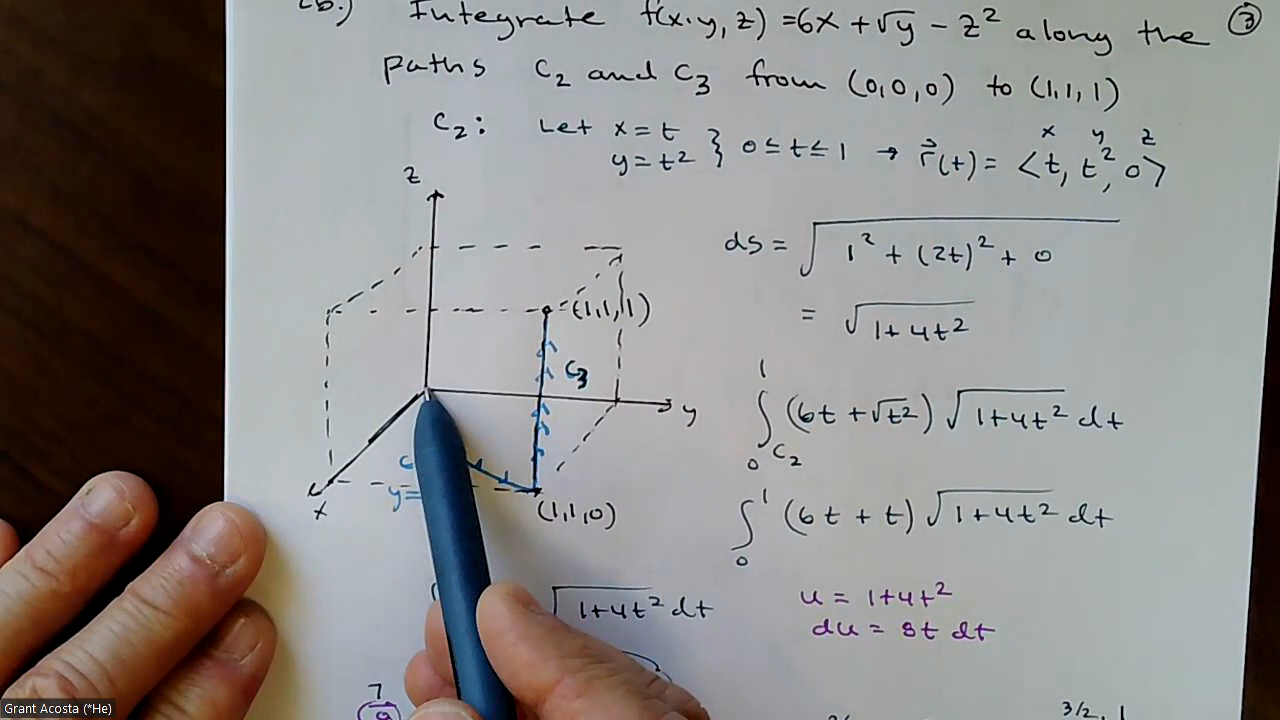 (b.) Integrate f(x,y,z) = 6x + √y − z² along the ③
paths C₂ and C₃ from (0,0,0) to (1,1,1)
C₂: Let x = t
y = t² } 0 ≤ t ≤ 1 → r⃗(t) = <t, t², 0>
x y z
z
ds = √(1² + (2t)² + 0)
= √(1+4t²)
(1,1,1)
C₃
y
∫₀¹ C₂ (6t + √t²) √(1+4t²) dt
y =
x
(1,1,0)
∫₀¹ (6t + t) √(1+4t²) dt
√(1+4t²) dt
u = 1+4t²
du = 8t dt
7
3/2
Grant Acosta (*He)